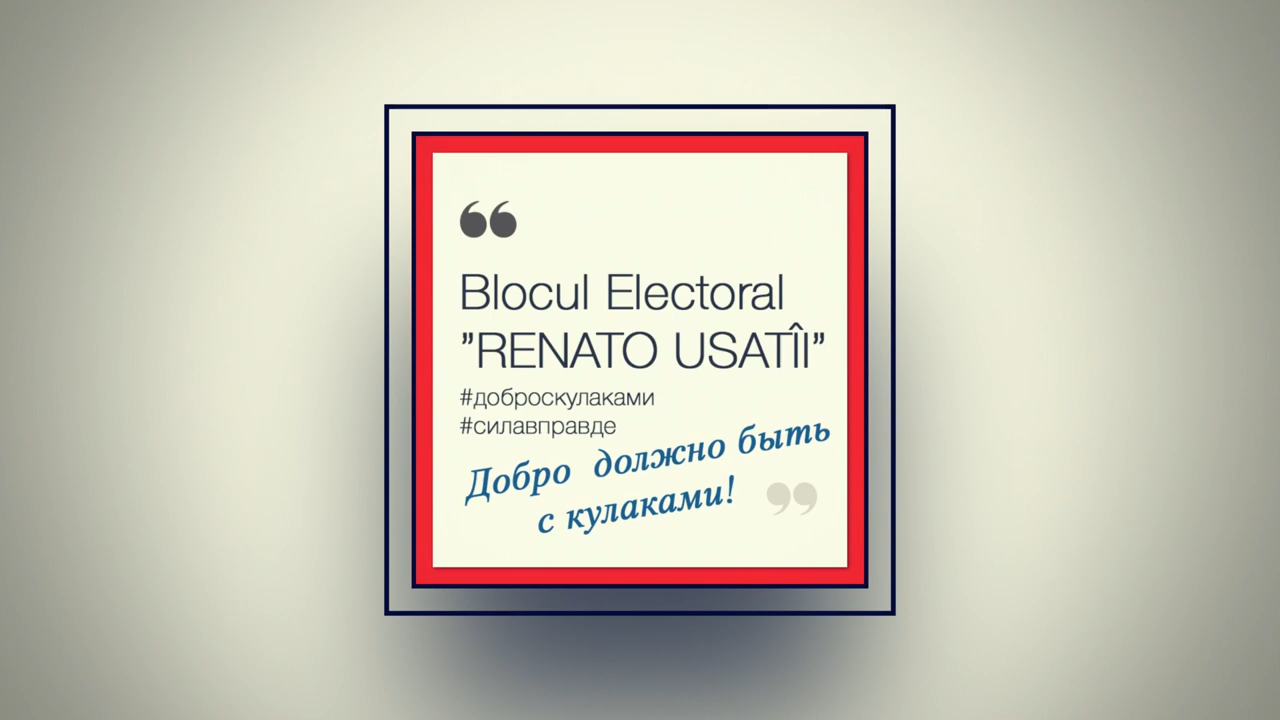 “
Blocul Electoral
”RENATO USATÎI”
#доброскулаками
#силавправде
Добро должно быть
с кулаками!
”